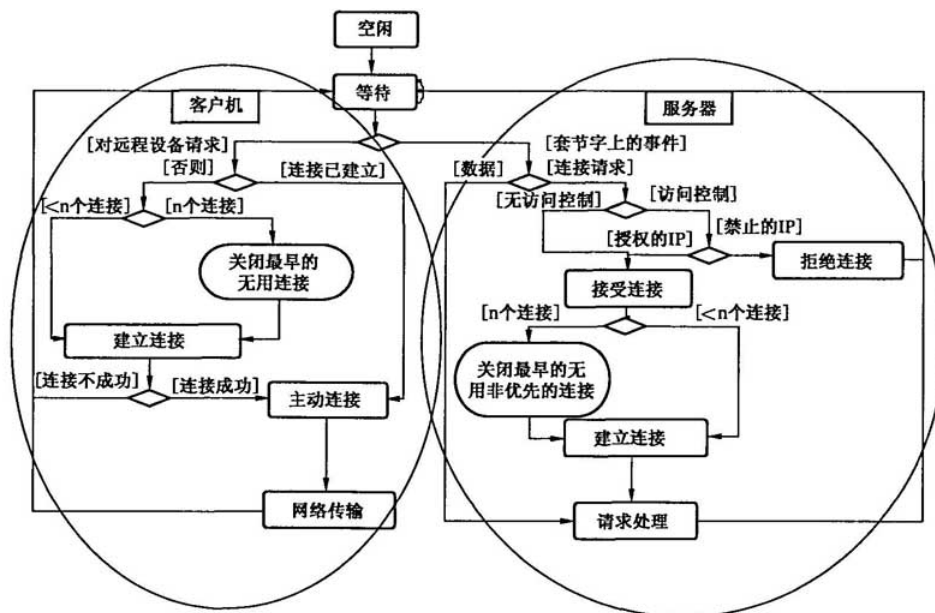 空闲
等待
客户机
服务器
[对远程设备请求]
[套节字上的事件]
[否则]
[连接已建立]
[数据]
[连接请求]
[<n个连接]
[n个连接]
[无访问控制]
[访问控制]
[授权的IP]
[禁止的IP]
关闭最早的
无用连接
拒绝连接
接受连接
[n个连接]
[<n个连接]
建立连接
[连接不成功]
[连接成功]
主动连接
关闭最早的无
用非优先的连接
建立连接
网络传输
请求处理